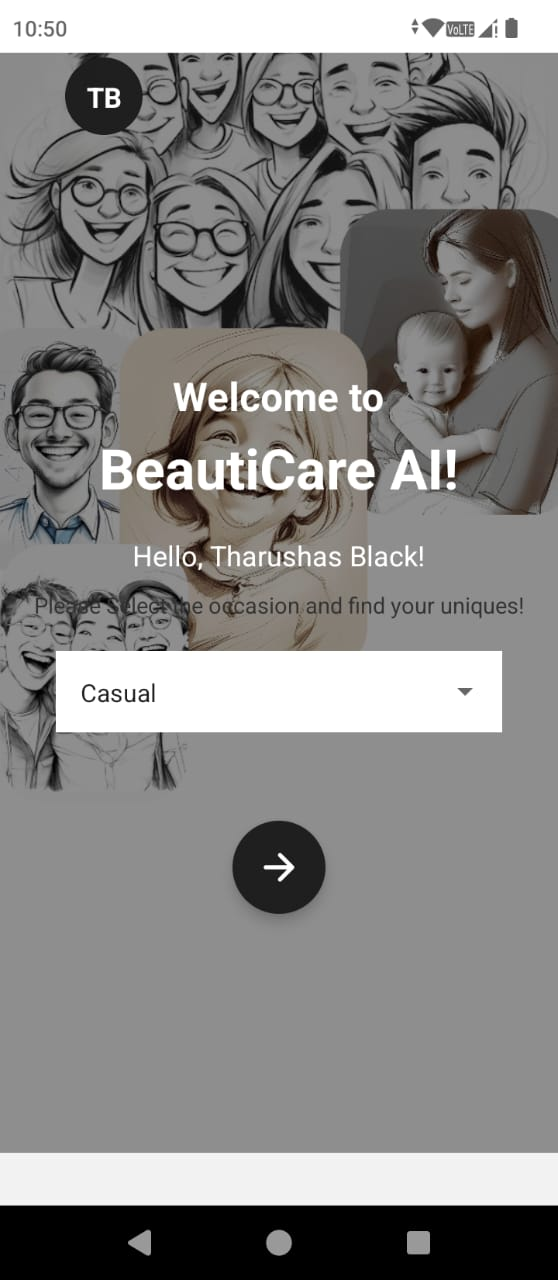 10:50
VoLTE
TB
Welcome to
BeautiCare AI!
Hello, Tharushas Black!
Please Select the occasion and find your uniques!
Casual